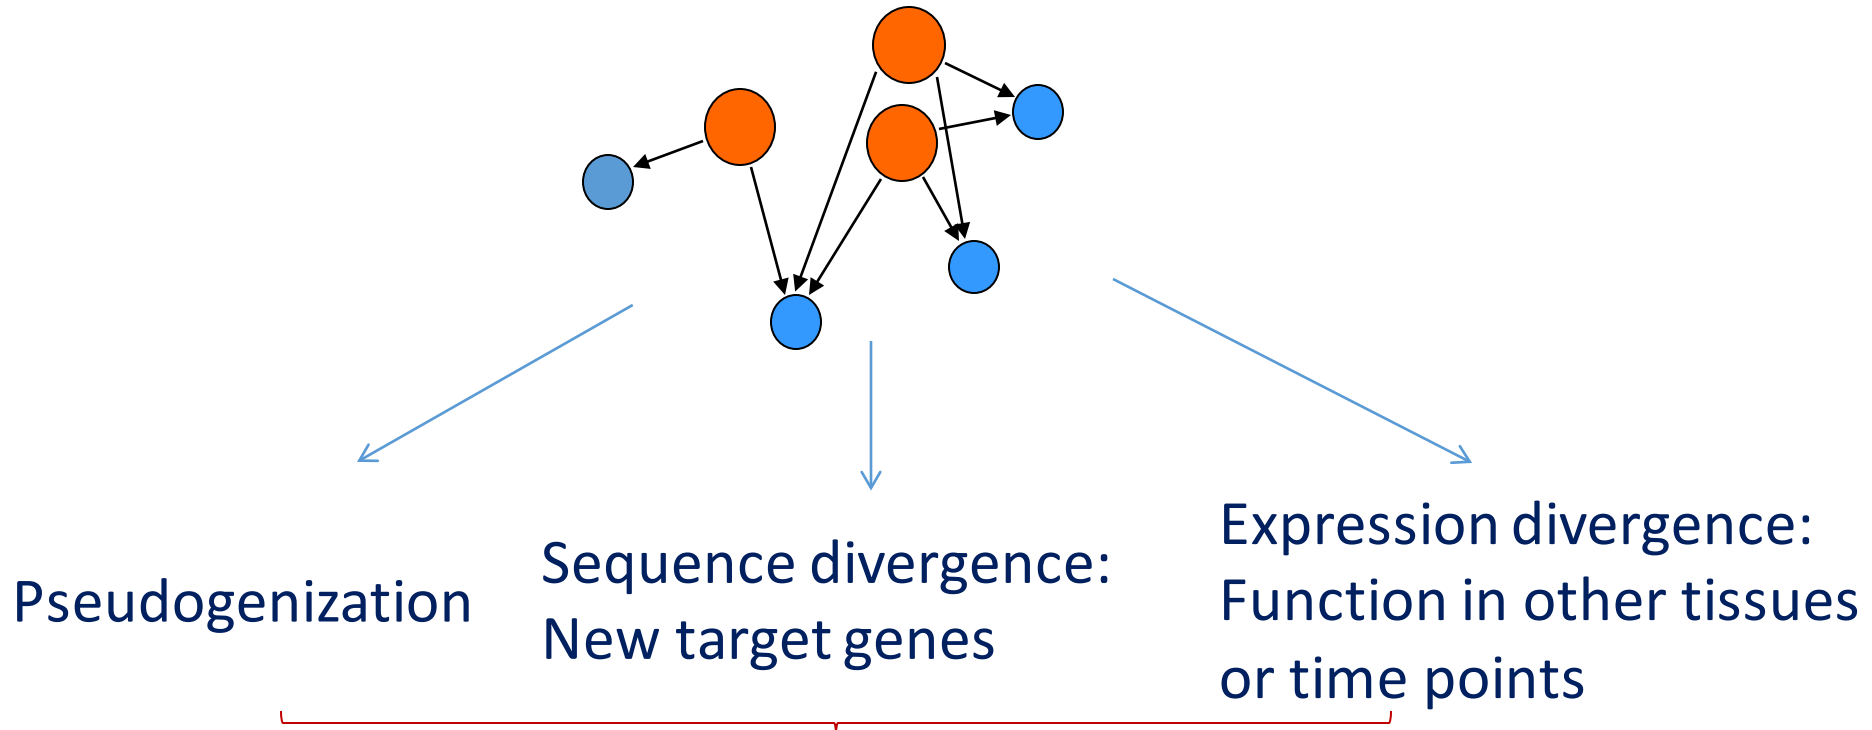 Pseudogenization
Sequence divergence:
New target genes
Expression divergence:
Function in other tissues
or time points